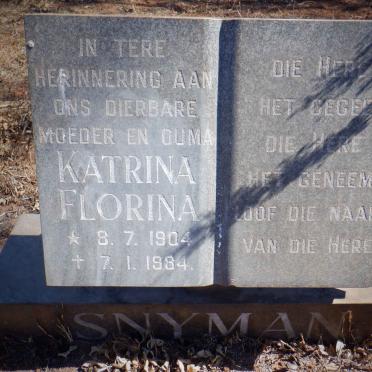 IN TERE
HERINNERING AAN
ONS DIERBARE
MOEDER EN OUMA
KATRINA
FLORINA
* 8. 7. 1904
† 7. 1. 1984.
DIE HERE
HET GEGEE
DIE HERE
HET GENEEM
LOOF DIE NAAM
VAN DIE HERE
SNYMAN